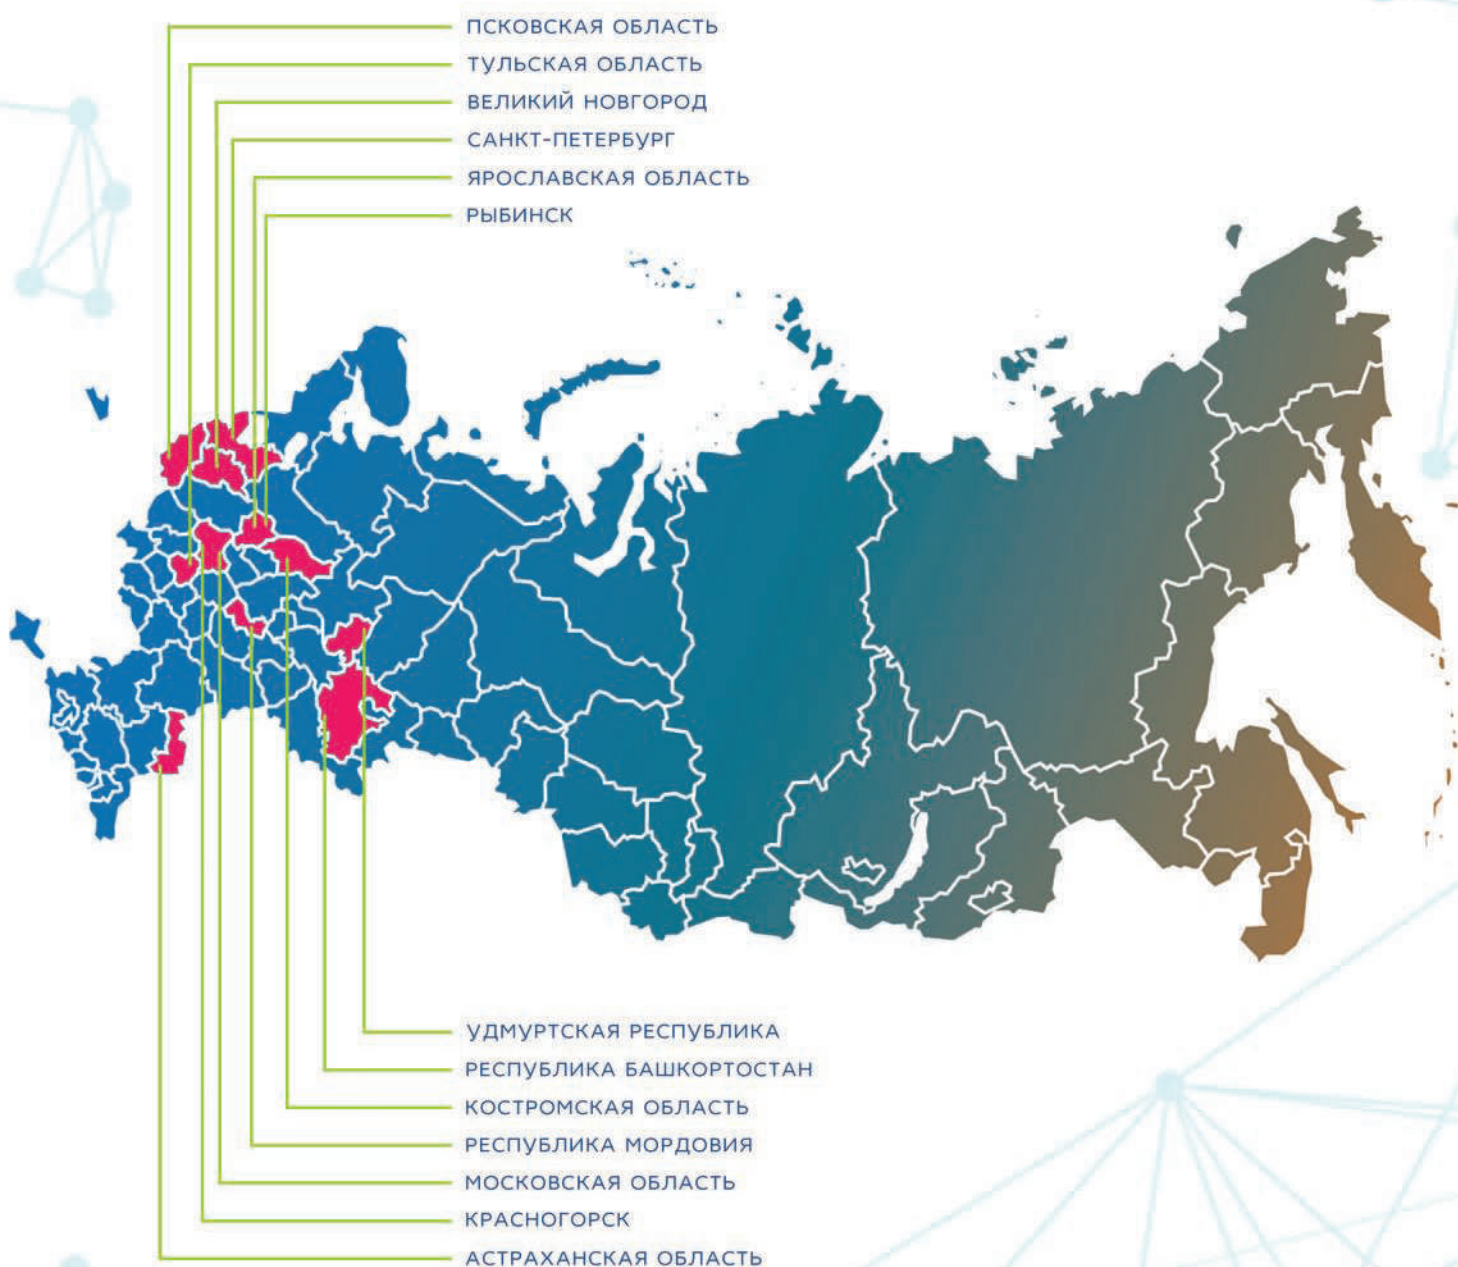 ПСКОВСКАЯ ОБЛАСТЬ
ТУЛЬСКАЯ ОБЛАСТЬ
ВЕЛИКИЙ НОВГОРОД
САНКТ-ПЕТЕРБУРГ
ЯРОСЛАВСКАЯ ОБЛАСТЬ
РЫБИНСК
УДМУРТСКАЯ РЕСПУБЛИКА
РЕСПУБЛИКА БАШКОРТОСТАН
КОСТРОМСКАЯ ОБЛАСТЬ
РЕСПУБЛИКА МОРДОВИЯ
МОСКОВСКАЯ ОБЛАСТЬ
КРАСНОГОРСК
АСТРАХАНСКАЯ ОБЛАСТЬ